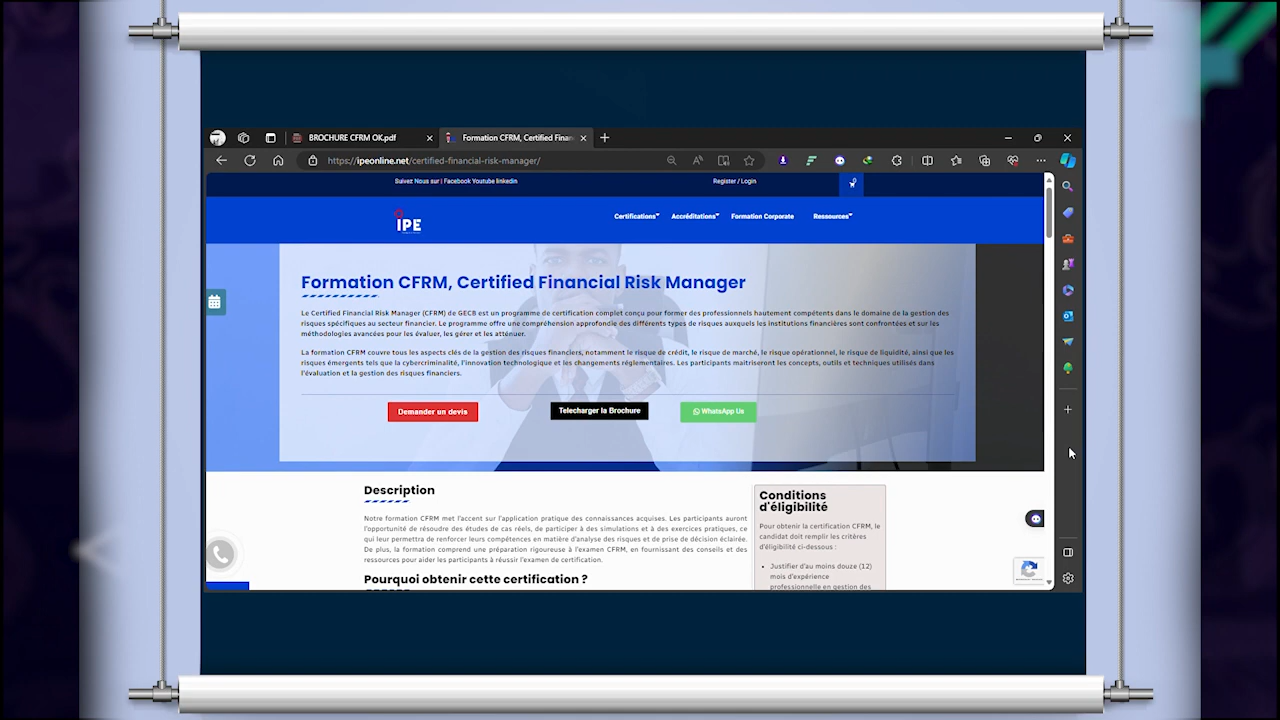 BROCHURE CFRM OK.pdf
Formation CFRM, Certified Finan
https://ipeonline.net/certified-financial-risk-manager/
Suivez Nous sur | Facebook Youtube linkedin
Register / Login
IPE
Certifications
Accréditations
Formation Corporate
Ressources
Formation CFRM, Certified Financial Risk Manager
Le Certified Financial Risk Manager (CFRM) de GECB est un programme de certification complet conçu pour former des professionnels hautement compétents dans le domaine de la gestion des
risques spécifiques au secteur financier. Le programme offre une compréhension approfondie des différents types de risques auxquels les institutions financières sont confrontées et sur les
méthodologies avancées pour les évaluer, les gérer et les atténuer.
La formation CFRM couvre tous les aspects clés de la gestion des risques financiers, notamment le risque de crédit, le risque de marché, le risque opérationnel, le risque de liquidité, ainsi que les
risques émergents tels que la cybercriminalité, l'innovation technologique et les changements réglementaires. Les participants maitriseront les concepts, outils et techniques utilisés dans
l'évaluation et la gestion des risques financiers.
Demander un devis
Telecharger la Brochure
WhatsApp Us
Description
Notre formation CFRM met l'accent sur l'application pratique des connaissances acquises. Les participants auront
l'opportunité de résoudre des études de cas réels, de participer à des simulations et à des exercices pratiques, ce
qui leur permettra de renforcer leurs compétences en matière d'analyse des risques et de prise de décision éclairée.
De plus, la formation comprend une préparation rigoureuse à l'examen CFRM, en fournissant des conseils et des
ressources pour aider les participants à réussir l'examen de certification.
Pourquoi obtenir cette certification ?
Conditions
d'éligibilité
Pour obtenir la certification CFRM, le
candidat doit remplir les critères
d'éligibilité ci-dessous :
• Justifier d'au moins douze (12)
mois d'expérience
professionnelle en gestion des